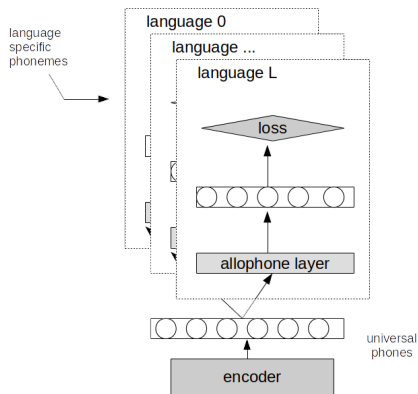 language 0
language ...
language L
language
specific
phonemes
loss
allophone layer
universal
phones
encoder